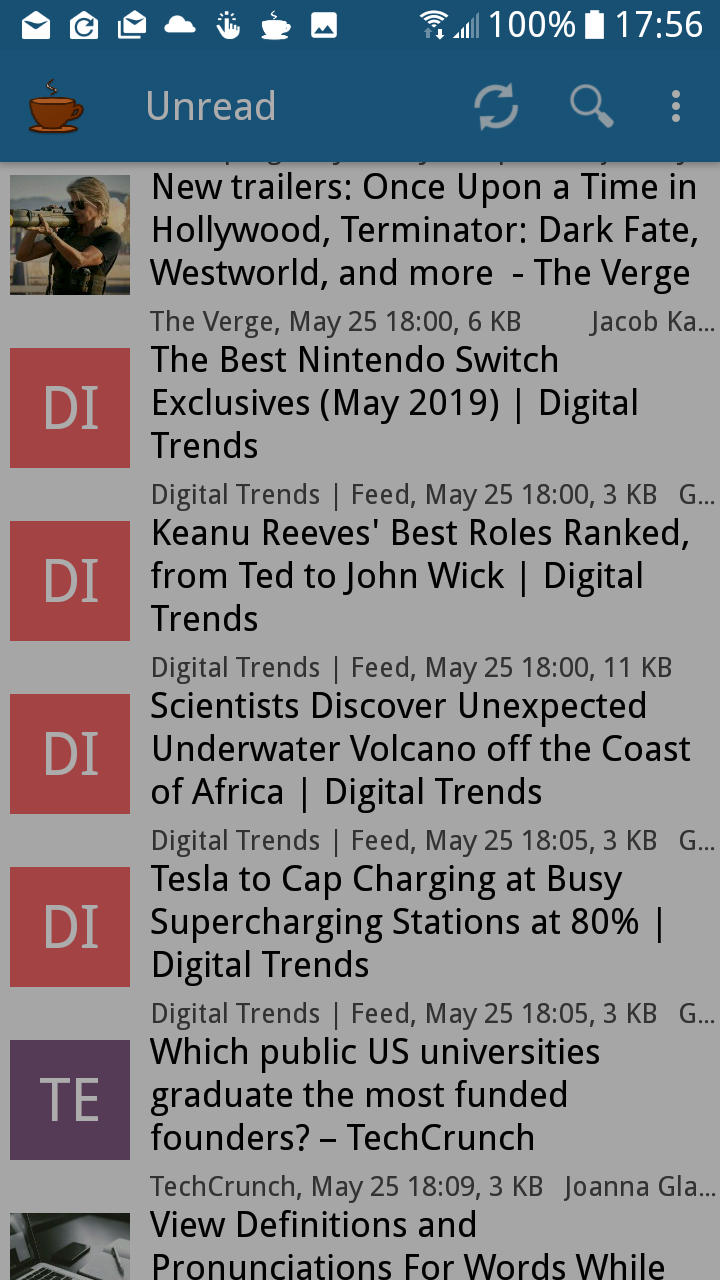 100% 17:56
Unread
New trailers: Once Upon a Time in
Hollywood, Terminator: Dark Fate,
Westworld, and more - The Verge
The Verge, May 25 18:00, 6 KB Jacob Ka...
DI
The Best Nintendo Switch
Exclusives (May 2019) | Digital
Trends
Digital Trends | Feed, May 25 18:00, 3 KB G...
DI
Keanu Reeves' Best Roles Ranked,
from Ted to John Wick | Digital
Trends
Digital Trends | Feed, May 25 18:00, 11 KB
DI
Scientists Discover Unexpected
Underwater Volcano off the Coast
of Africa | Digital Trends
Digital Trends | Feed, May 25 18:05, 3 KB G...
DI
Tesla to Cap Charging at Busy
Supercharging Stations at 80% |
Digital Trends
Digital Trends | Feed, May 25 18:05, 3 KB G...
TE
Which public US universities
graduate the most funded
founders? – TechCrunch
TechCrunch, May 25 18:09, 3 KB Joanna Gla...
View Definitions and
Pronunciations For Words While